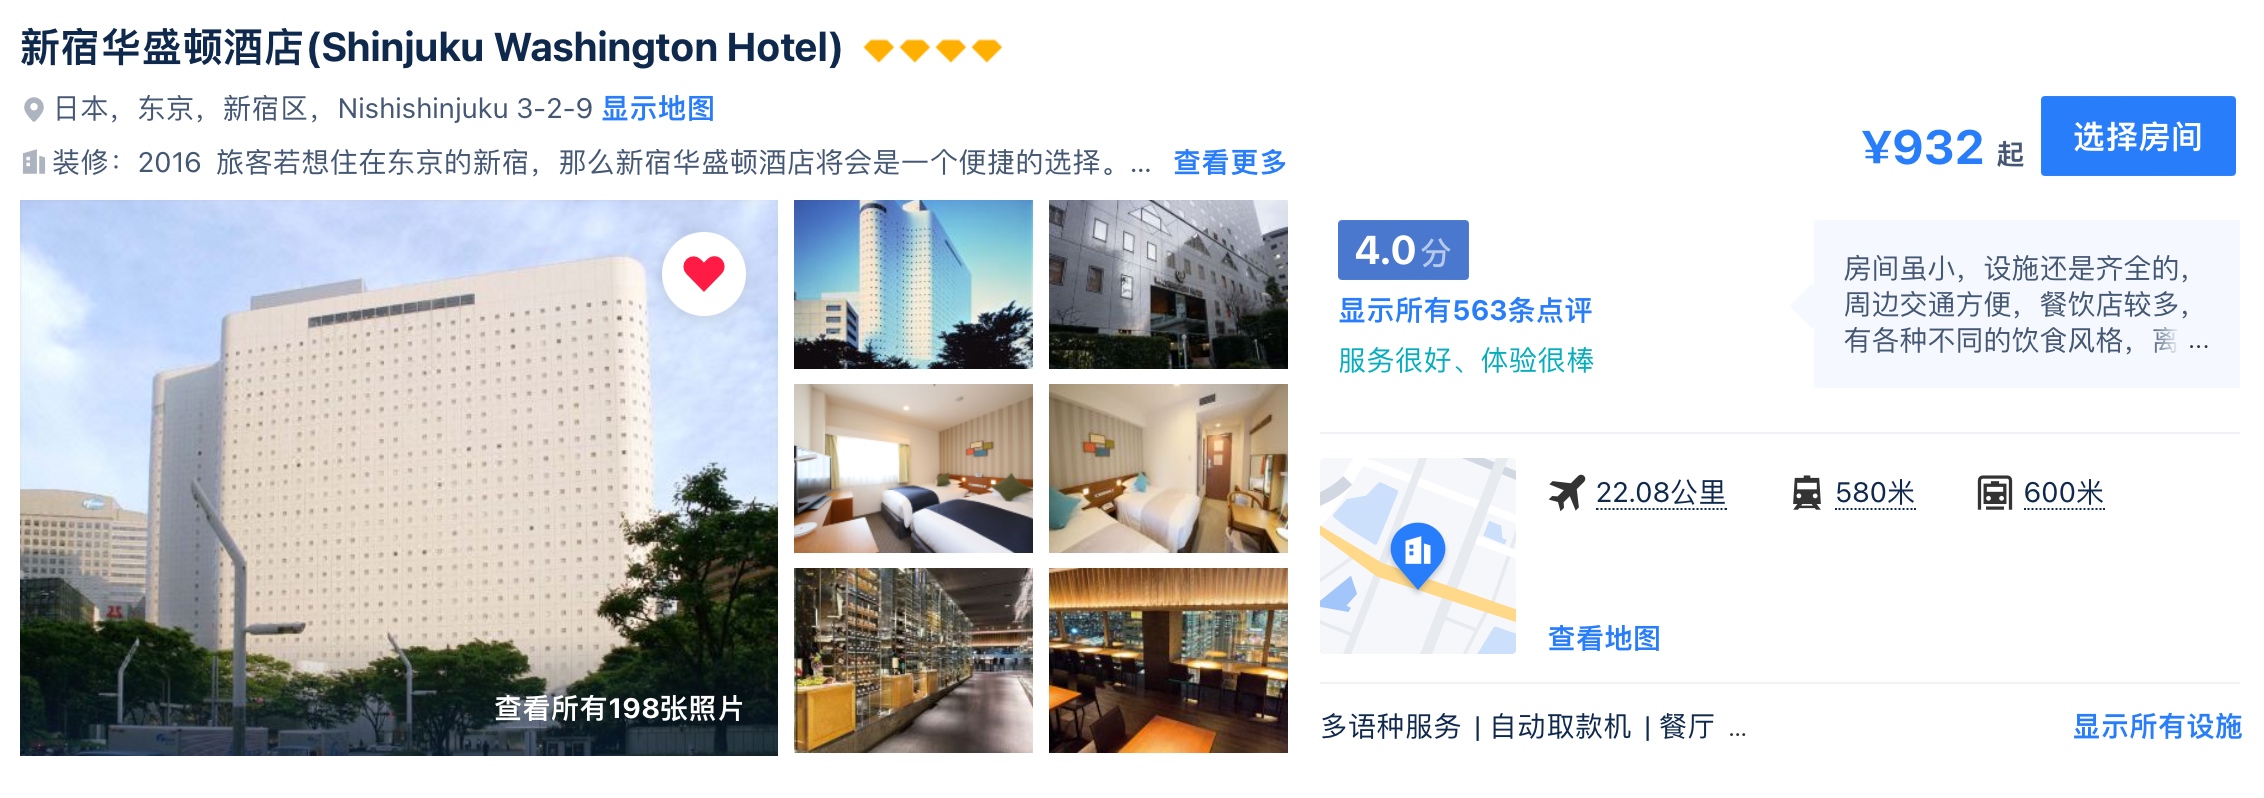 新宿华盛顿酒店(Shinjuku Washington Hotel)
日本，东京，新宿区，Nishishinjuku 3-2-9 显示地图
装修：2016 旅客若想住在东京的新宿，那么新宿华盛顿酒店将会是一个便捷的选择。... 查看更多
¥932 起
选择房间
查看所有198张照片
4.0分
显示所有563条点评
服务很好、体验很棒
房间虽小，设施还是齐全的，
周边交通方便，餐饮店较多，
有各种不同的饮食风格，离 ...
22.08公里
580米
600米
查看地图
多语种服务 | 自动取款机 | 餐厅 ...
显示所有设施